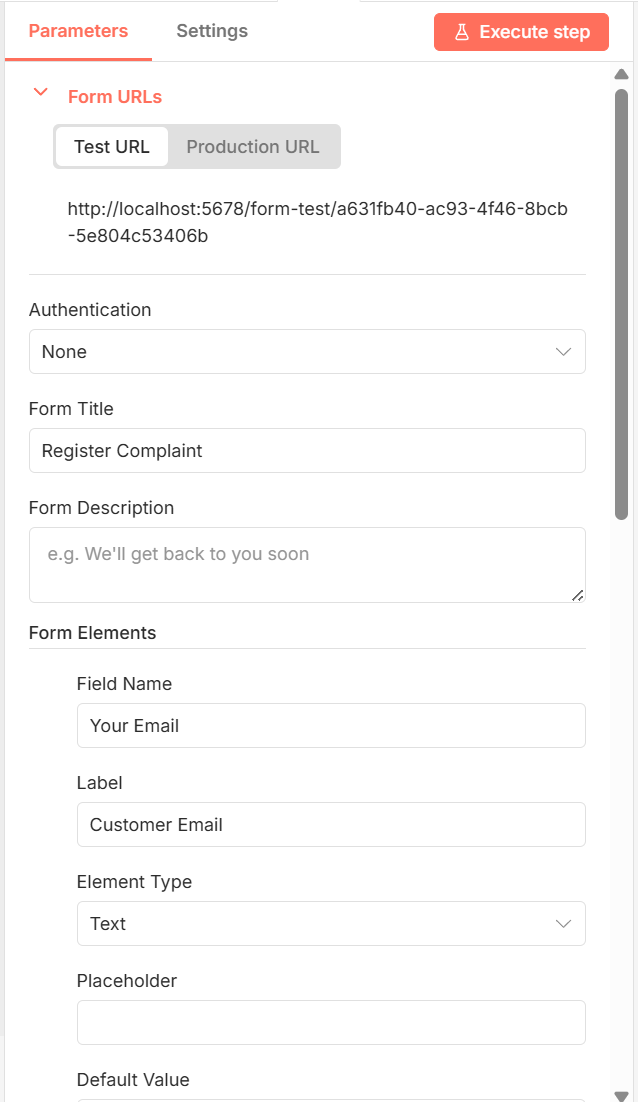 Parameters
Settings
Execute step
Form URLs
Test URL
Production URL
http://localhost:5678/form-test/a631fb40-ac93-4f46-8bcb
-5e804c53406b
Authentication
None
Form Title
Register Complaint
Form Description
e.g. We'll get back to you soon
Form Elements
Field Name
Your Email
Label
Customer Email
Element Type
Text
Placeholder
Default Value